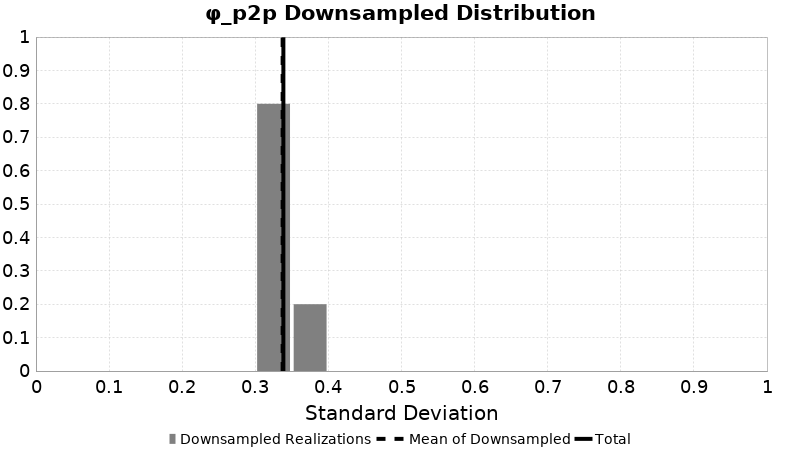 φ_p2p Downsampled Distribution
1
0.9
0.8
0.7
0.6
0.5
0.4
0.3
0.2
0.1
0
0 0.1 0.2 0.3 0.4 0.5 0.6 0.7 0.8 0.9 1
Standard Deviation
Downsampled Realizations Mean of Downsampled Total